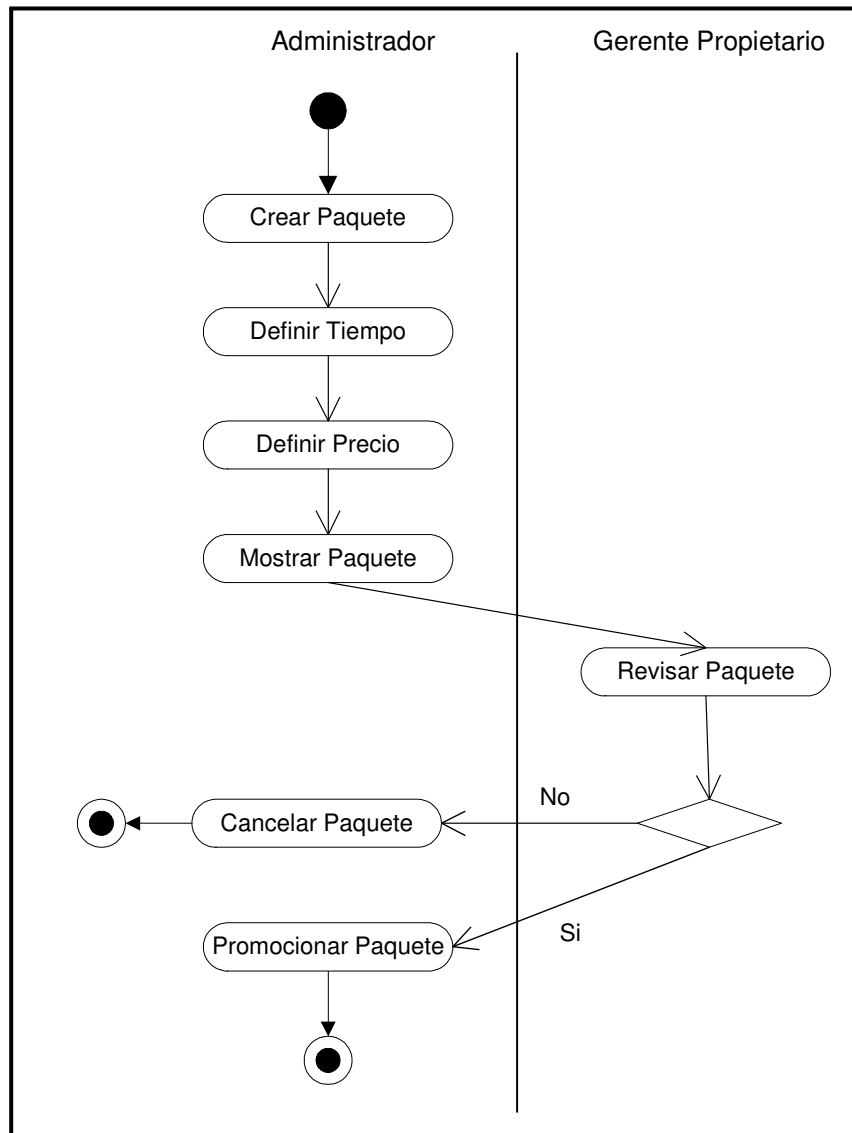 Administrador
Gerente Propietario
Crear Paquete
Definir Tiempo
Definir Precio
Mostrar Paquete
Revisar Paquete
No
Cancelar Paquete
Si
Promocionar Paquete